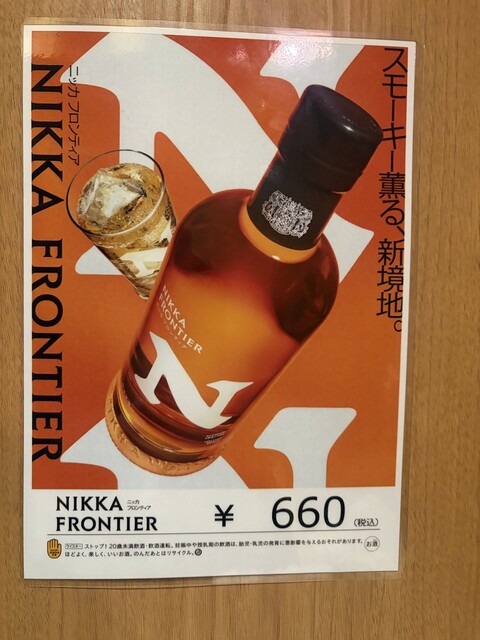 スモーキー薫る、新境地。
ニッカ フロンティア
NIKKA FRONTIER
NIKKA
FRONTIER
N
NIKKA
FRONTIER
ニッカ
フロンティア
¥ 660 (税込)
ウイスキー ストップ! 20歳未満飲酒・飲酒運転。妊娠中や授乳期の飲酒は、胎児・乳児の発育に悪影響を与えるおそれがあります。
ほどよく、楽しく、いいお酒。のんだあとはリサイクル。
お酒